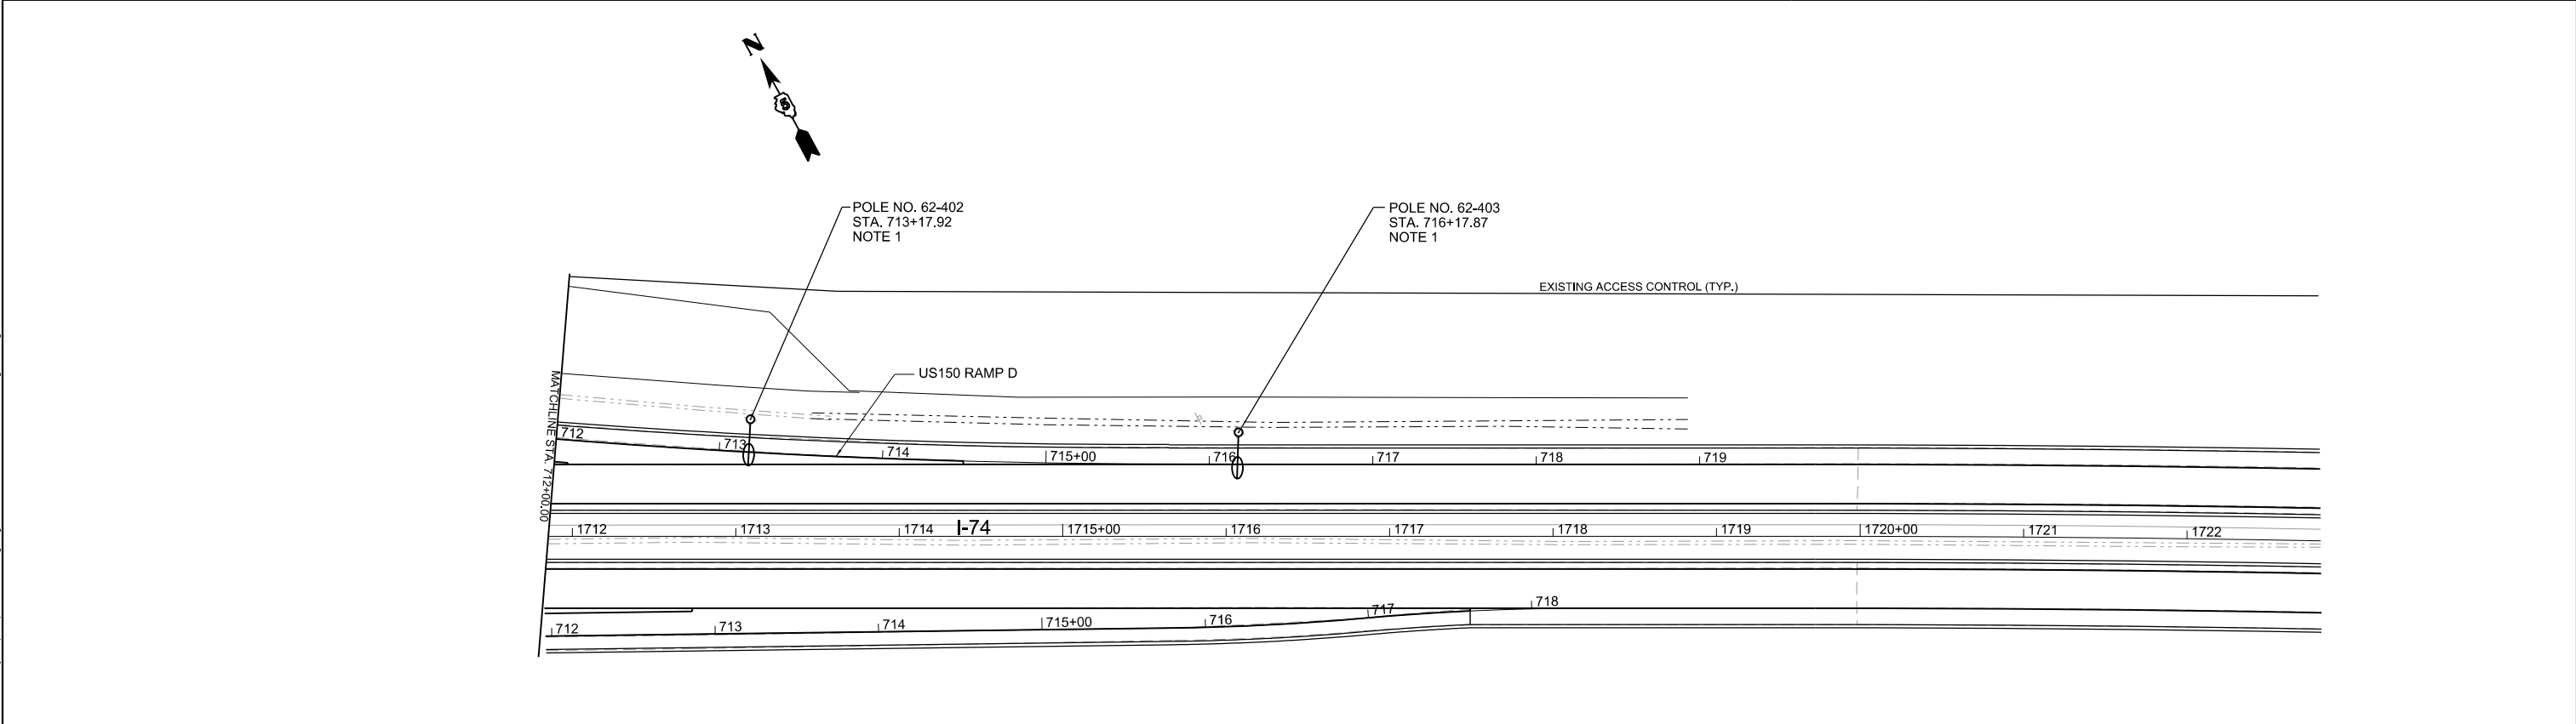 N
POLE NO. 62-402
STA. 713+17.92
NOTE 1
POLE NO. 62-403
STA. 716+17.87
NOTE 1
EXISTING ACCESS CONTROL (TYP.)
US150 RAMP D
MATCHLINE STA. 712+00.00
712
713
714
715+00
716
717
718
719
1712
1713
1714
I-74
1715+00
1716
1717
1718
1719
1720+00
1721
1722
712
713
714
715+00
716
717
718